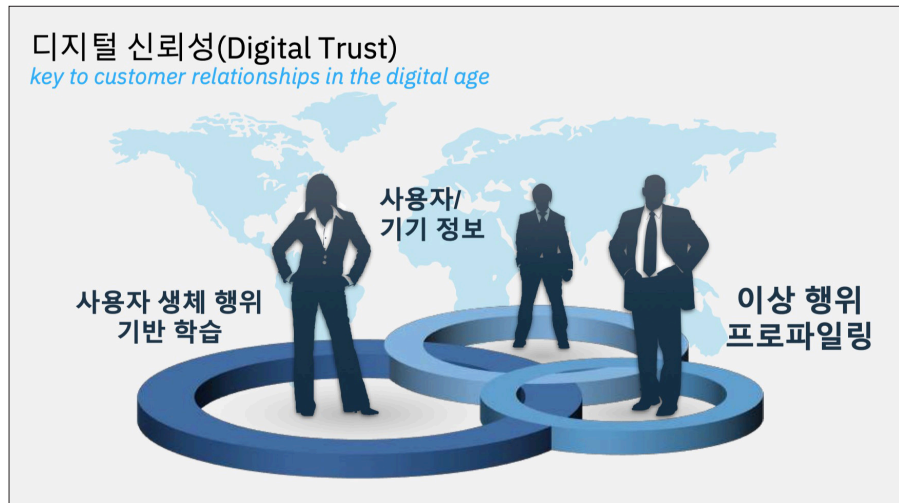 디지털 신뢰성(Digital Trust)
key to customer relationships in the digital age
사용자/
기기 정보
사용자 생체 행위
기반 학습
이상 행위
프로파일링